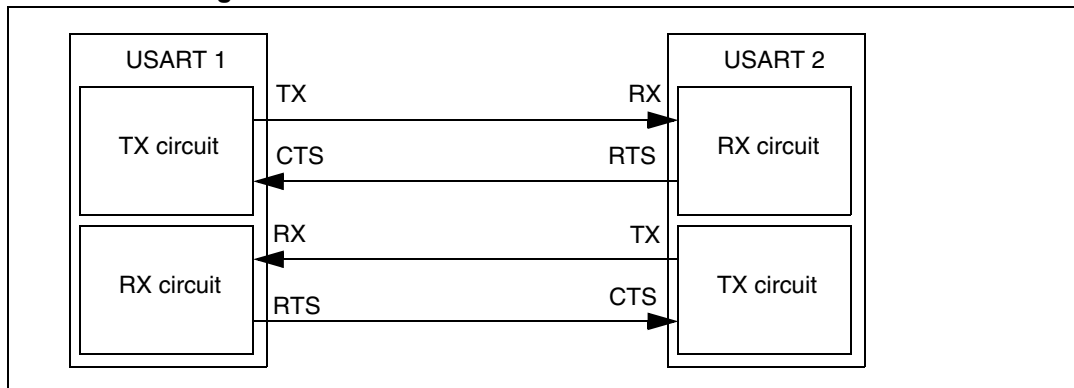 USART 1
USART 2
TX
RX
TX circuit
RX circuit
CTS
RTS
RX
TX
RX circuit
TX circuit
RTS
CTS